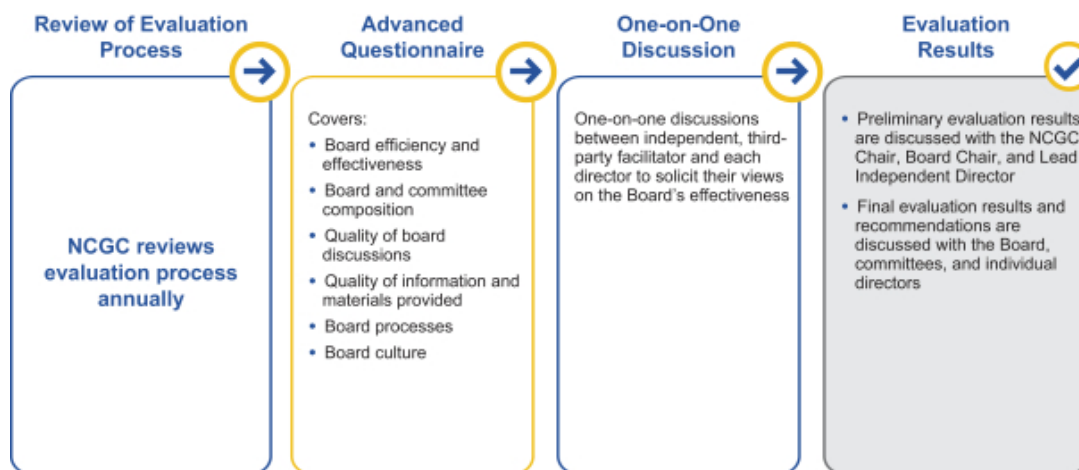 Review of Evaluation
Process
NCGC reviews
evaluation process
annually
Advanced
Questionnaire
Covers:
• Board efficiency and
effectiveness
• Board and committee
composition
• Quality of board
discussions
• Quality of information and
materials provided
• Board processes
• Board culture
One-on-One
Discussion
One-on-one discussions
between independent, third-
party facilitator and each
director to solicit their views
on the Board's effectiveness
Evaluation
Results
• Preliminary evaluation results
are discussed with the NCGC
Chair, Board Chair, and Lead
Independent Director
• Final evaluation results and
recommendations are
discussed with the Board,
committees, and individual
directors